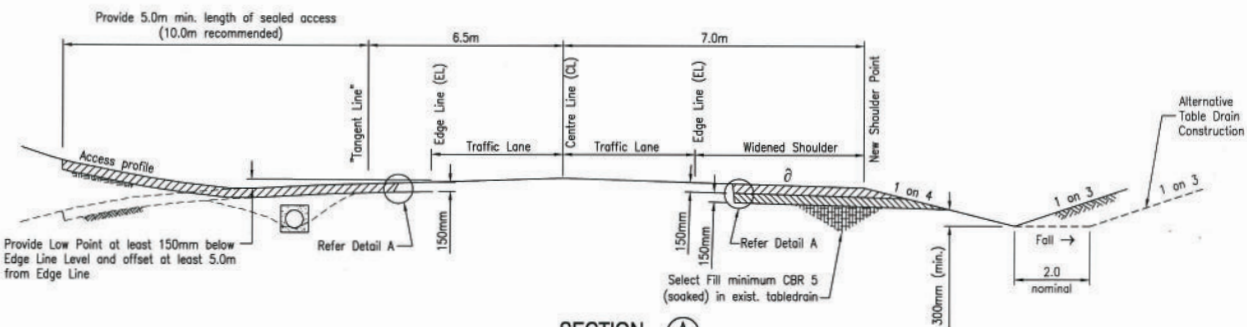 Provide 5.0m min. length of sealed access
(10.0m recommended)
6.5m
7.0m
"Tangent Line"
Edge Line (EL)
Centre Line (CL)
Edge Line (EL)
New Shoulder Point
Alternative
Table Drain
Construction
Traffic Lane
Traffic Lane
Widened Shoulder
Access profile
∂
1 on 4
1 on 3
1 on 3
Provide Low Point at least 150mm below
Edge Line Level and offset at least 5.0m
from Edge Line
Refer Detail A
150mm
150mm
150mm
Refer Detail A
Select Fill minimum CBR 5
(soaked) in exist. tabledrain
Fall →
2.0
nominal
300mm (min.)
SECTION A